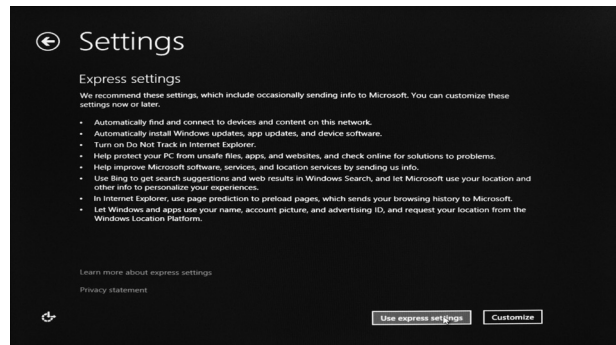 Settings
Express settings
We recommend these settings, which include occasionally sending info to Microsoft. You can customize these
settings now or later.
• Automatically find and connect to devices and content on this network.
• Automatically install Windows updates, app updates, and device software.
• Turn on Do Not Track in Internet Explorer.
• Help protect your PC from unsafe files, apps, and websites, and check online for solutions to problems.
• Help improve Microsoft software, services, and location services by sending us info.
• Use Bing to get search suggestions and web results in Windows Search, and let Microsoft use your location and
other info to personalize your experiences.
• In Internet Explorer, use page prediction to preload pages, which sends your browsing history to Microsoft.
• Let Windows and apps use your name, account picture, and advertising ID, and request your location from the
Windows Location Platform.
Learn more about express settings
Privacy statement
Use express settings
Customize